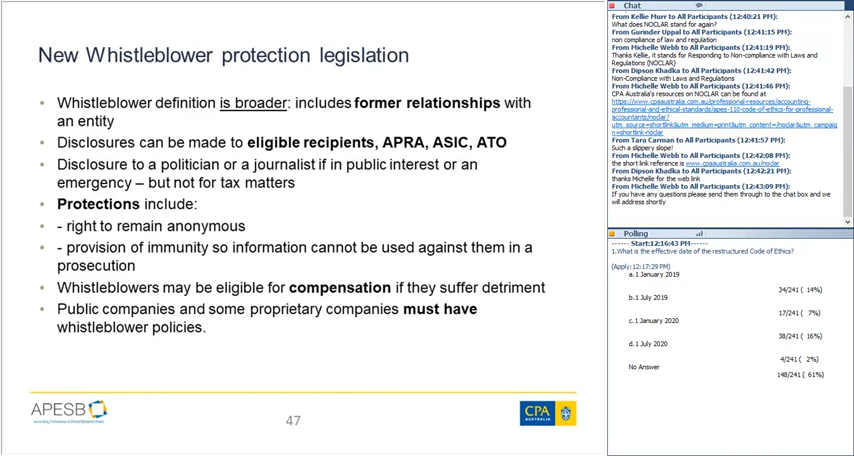 New Whistleblower protection legislation
• Whistleblower definition is broader: includes former relationships with
an entity
• Disclosures can be made to eligible recipients, APRA, ASIC, ATO
• Disclosure to a politician or a journalist if in public interest or an
emergency – but not for tax matters
• Protections include:
• - right to remain anonymous
• - provision of immunity so information cannot be used against them in a
prosecution
• Whistleblowers may be eligible for compensation if they suffer detriment
• Public companies and some proprietary companies must have
whistleblower policies.
APESB
Accounting Professional & Ethical Standards Board
47
CPA
AUSTRALIA
Chat
From Kellie Murr to All Participants (12:40:21 PM):
What does NOCLAR stand for again?
From Gurinder Uppal to All Participants (12:41:15 PM):
non compliance of law and regulation
From Michelle Webb to All Participants (12:41:19 PM):
Thanks Kellie, it stands for Responding to Non-compliance with Laws and
Regulations (NOCLAR)
From Dipson Khadka to All Participants (12:41:42 PM):
Non-Compliance with Laws and Regulations
From Michelle Webb to All Participants (12:41:46 PM):
CPA Australia's resources on NOCLAR can be found at
https://www.cpaaustralia.com.au/professional-resources/accounting-
professional-and-ethical-standards/apes-110-code-of-ethics-for-professional-
accountants/noclar?
utm_source=shortlink&utm_medium=print&utm_content=/noclar&utm_campaig
n=shortlink-noclar
From Tara Carman to All Participants (12:41:57 PM):
Such a slippery slope!
From Michelle Webb to All Participants (12:42:08 PM):
the short link reference is www.cpaaustralia.com.au/noclar
From Dipson Khadka to All Participants (12:42:21 PM):
thanks Michelle for the web link
From Michelle Webb to All Participants (12:43:09 PM):
If you have any questions please send them through to the chat box and we
will address shortly
Polling
------ Start:12:16:43 PM------
1.What is the effective date of the restructured Code of Ethics?
(Apply:12:17:29 PM)
a.1 January 2019
34/241 ( 14%)
b.1 July 2019
17/241 ( 7%)
c.1 January 2020
38/241 ( 16%)
d.1 July 2020
4/241 ( 2%)
No Answer
148/241 ( 61%)